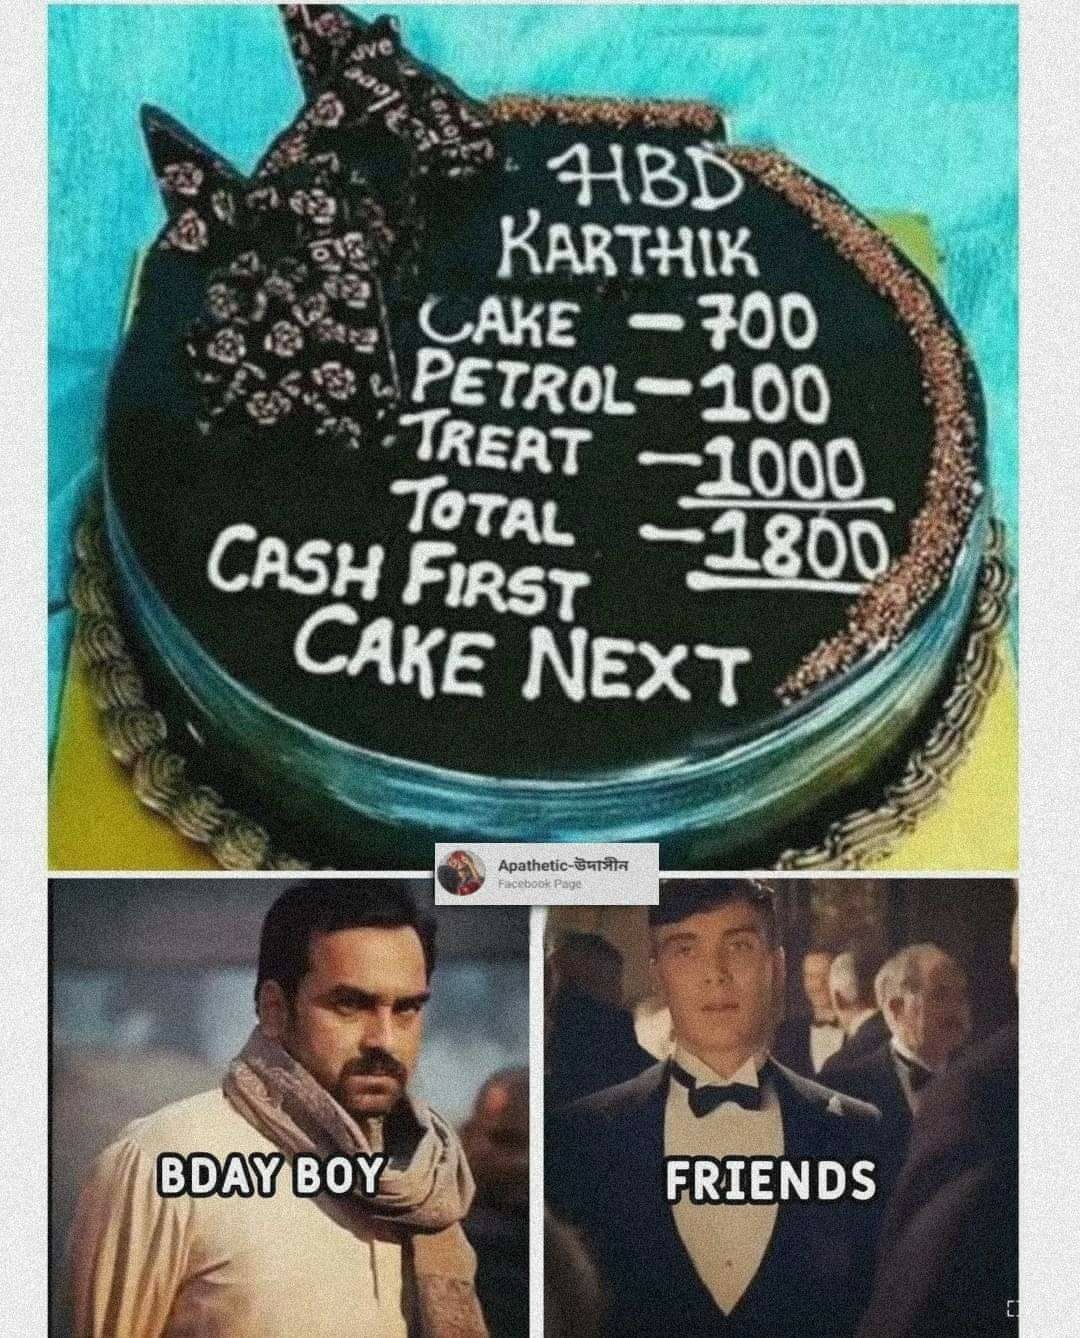 HBD
KARTHIK
CAKE - 700
PETROL - 100
TREAT - 1000
TOTAL - 1800
CASH FIRST
CAKE NEXT
Apathetic-উদাসীন
Facebook Page
BDAY BOY
FRIENDS